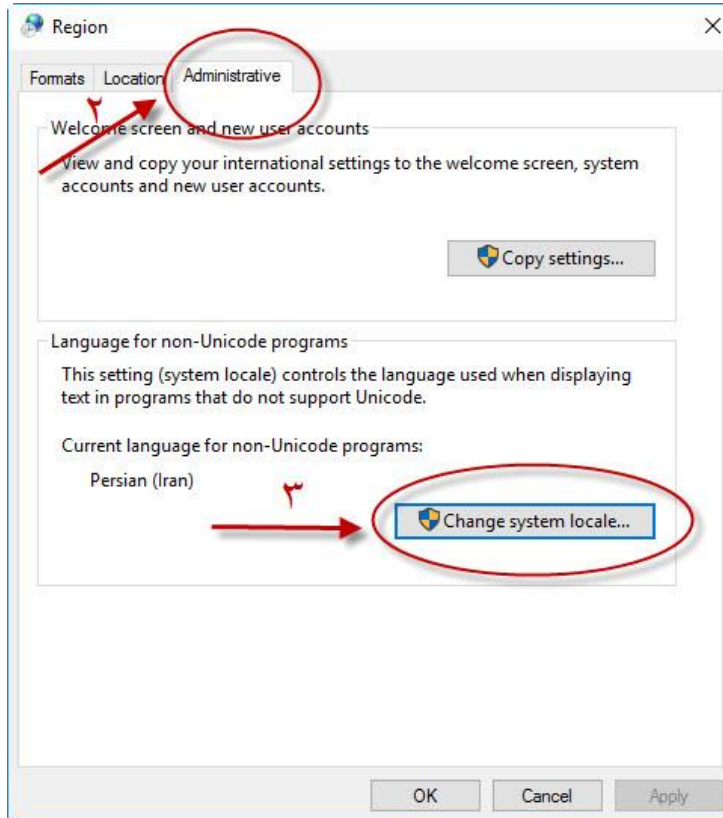 Region
Formats Location Administrative
۲
Welcome screen and new user accounts
View and copy your international settings to the welcome screen, system
accounts and new user accounts.
Copy settings...
Language for non-Unicode programs
This setting (system locale) controls the language used when displaying
text in programs that do not support Unicode.
Current language for non-Unicode programs:
Persian (Iran)
۳
Change system locale...
OK Cancel Apply